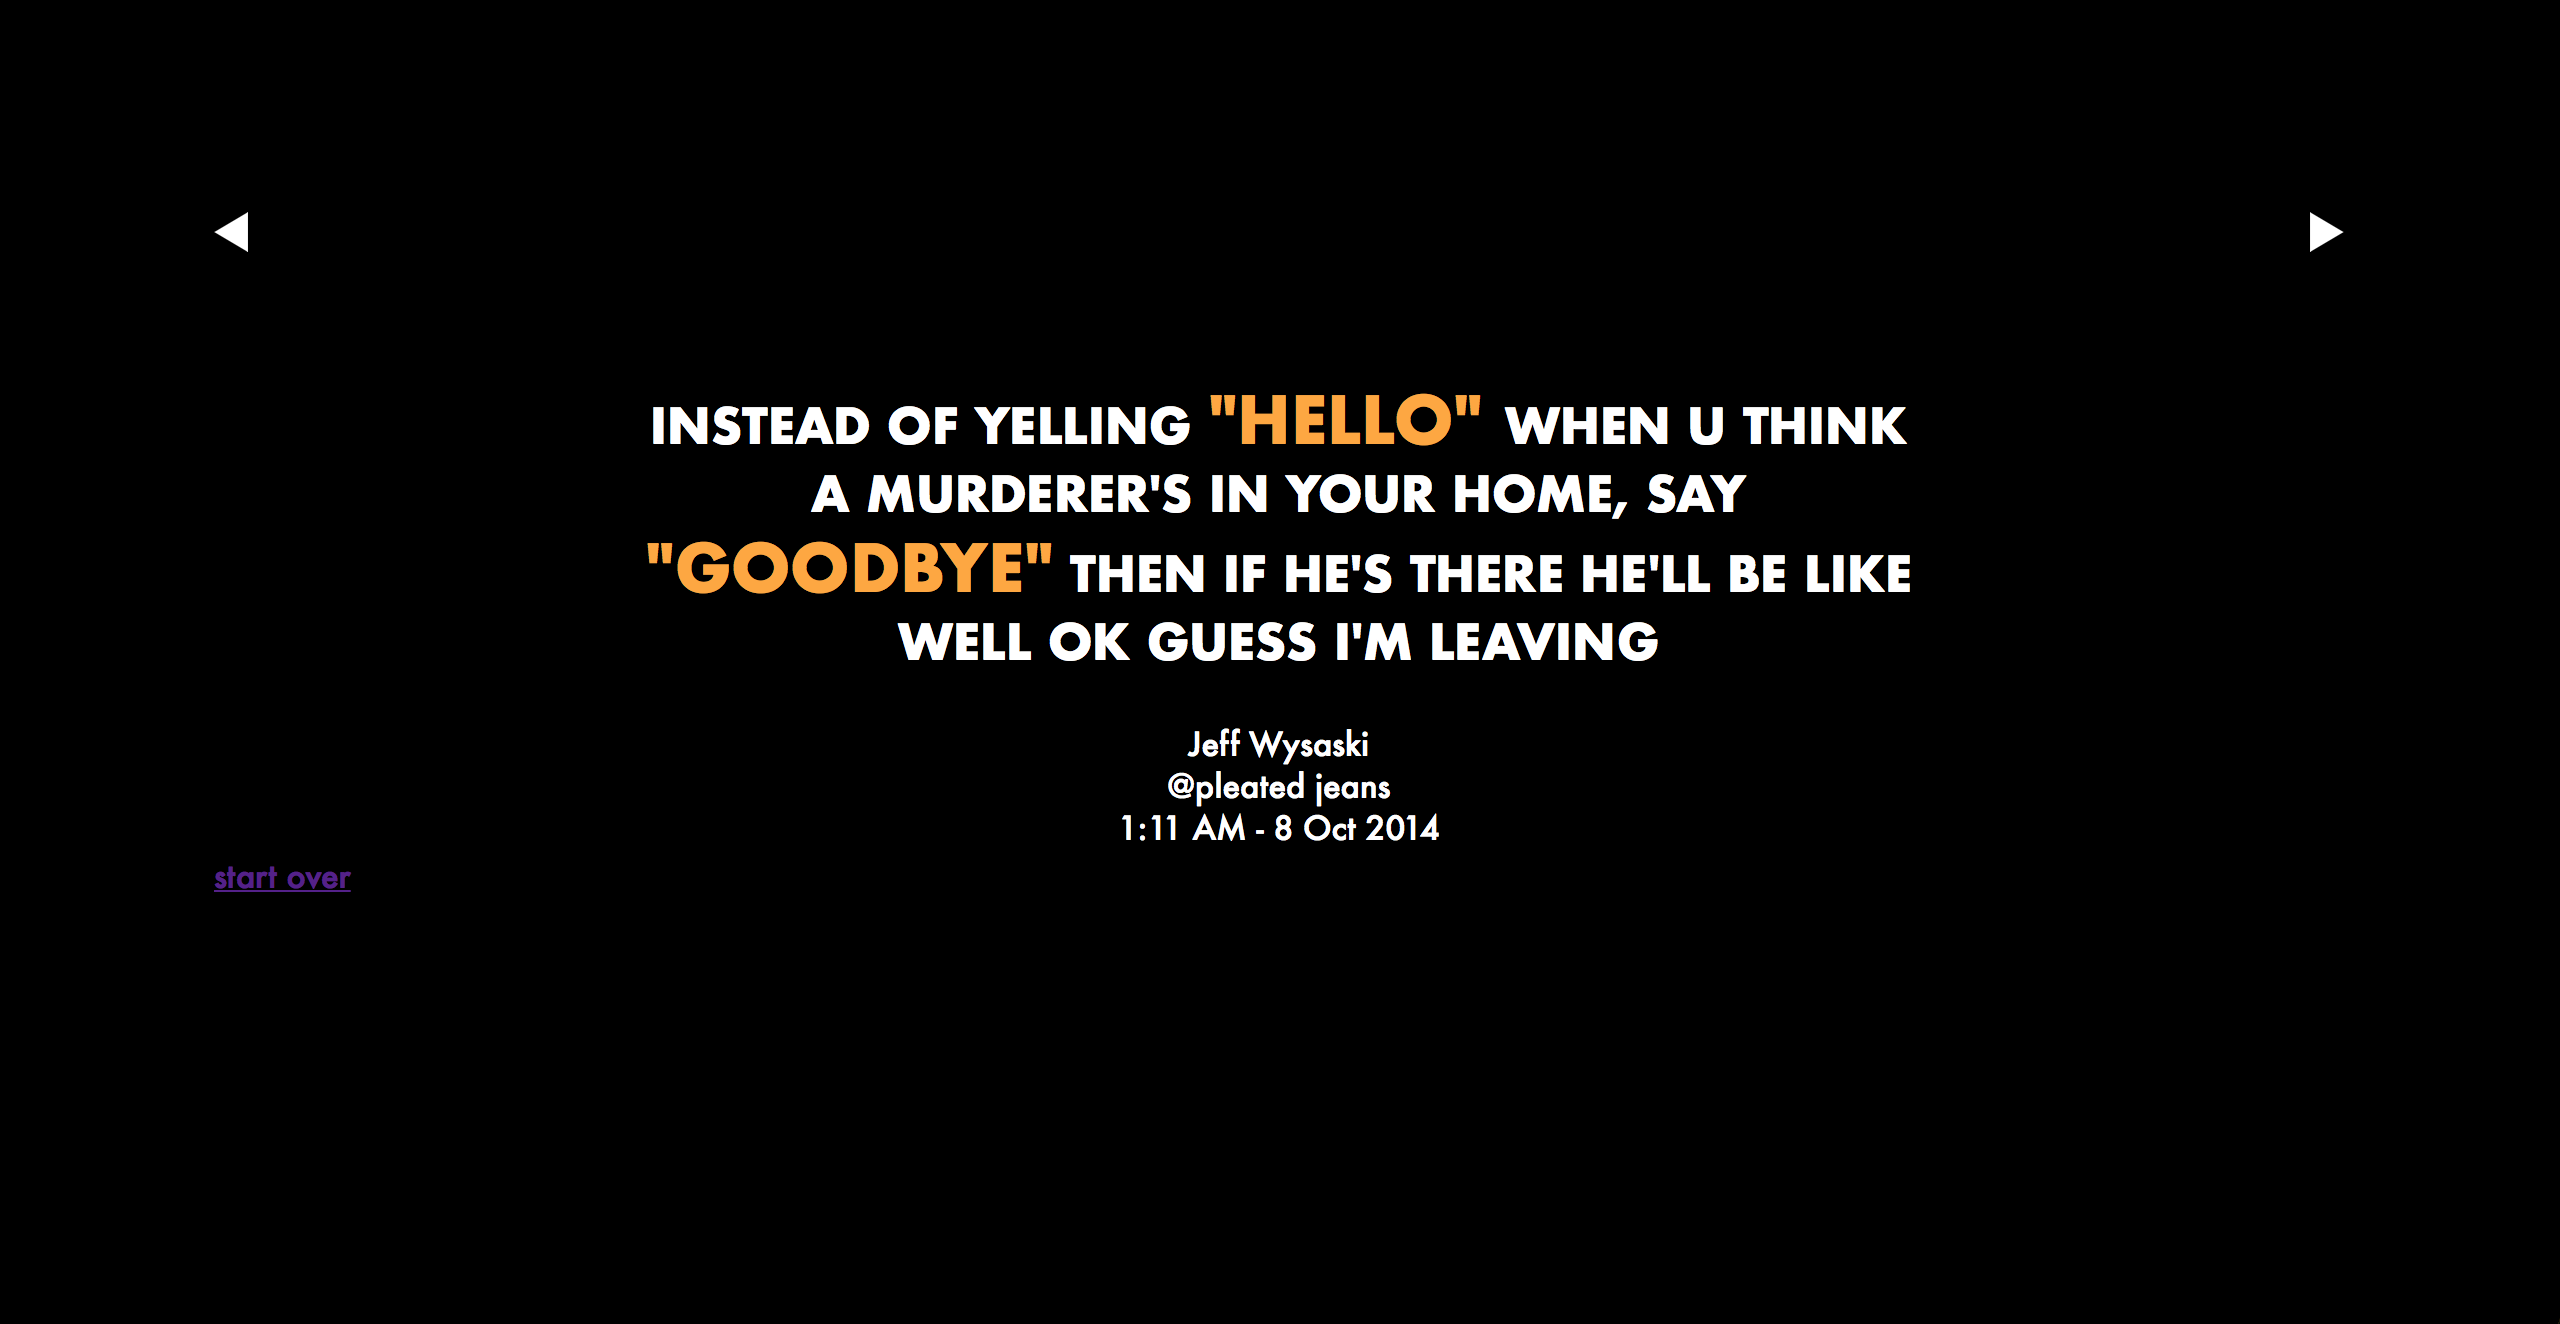 INSTEAD OF YELLING "HELLO" WHEN U THINK
A MURDERER'S IN YOUR HOME, SAY
"GOODBYE" THEN IF HE'S THERE HE'LL BE LIKE
WELL OK GUESS I'M LEAVING
Jeff Wysaski
@pleated jeans
1:11 AM - 8 Oct 2014
start over